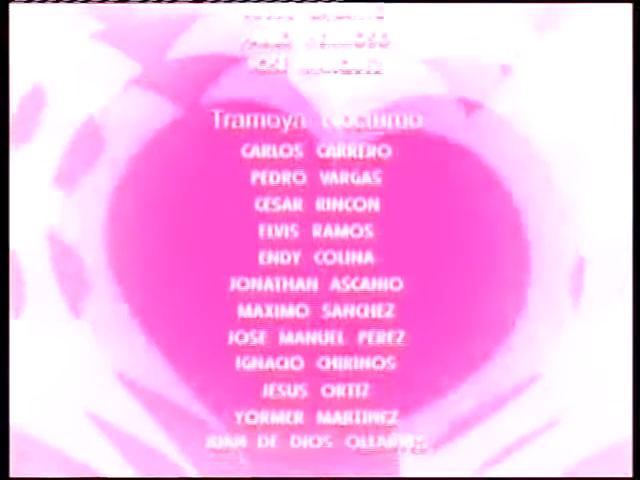 Tramoya Nocturno
CARLOS CARRERO
PEDRO VARGAS
CESAR RINCON
ELVIS RAMOS
ENDY COLINA
JONATHAN ASCANIO
MAXIMO SANCHEZ
JOSE MANUEL PEREZ
IGNACIO CHIRINOS
JESUS ORTIZ
YORMER MARTINEZ
JUAN DE DIOS